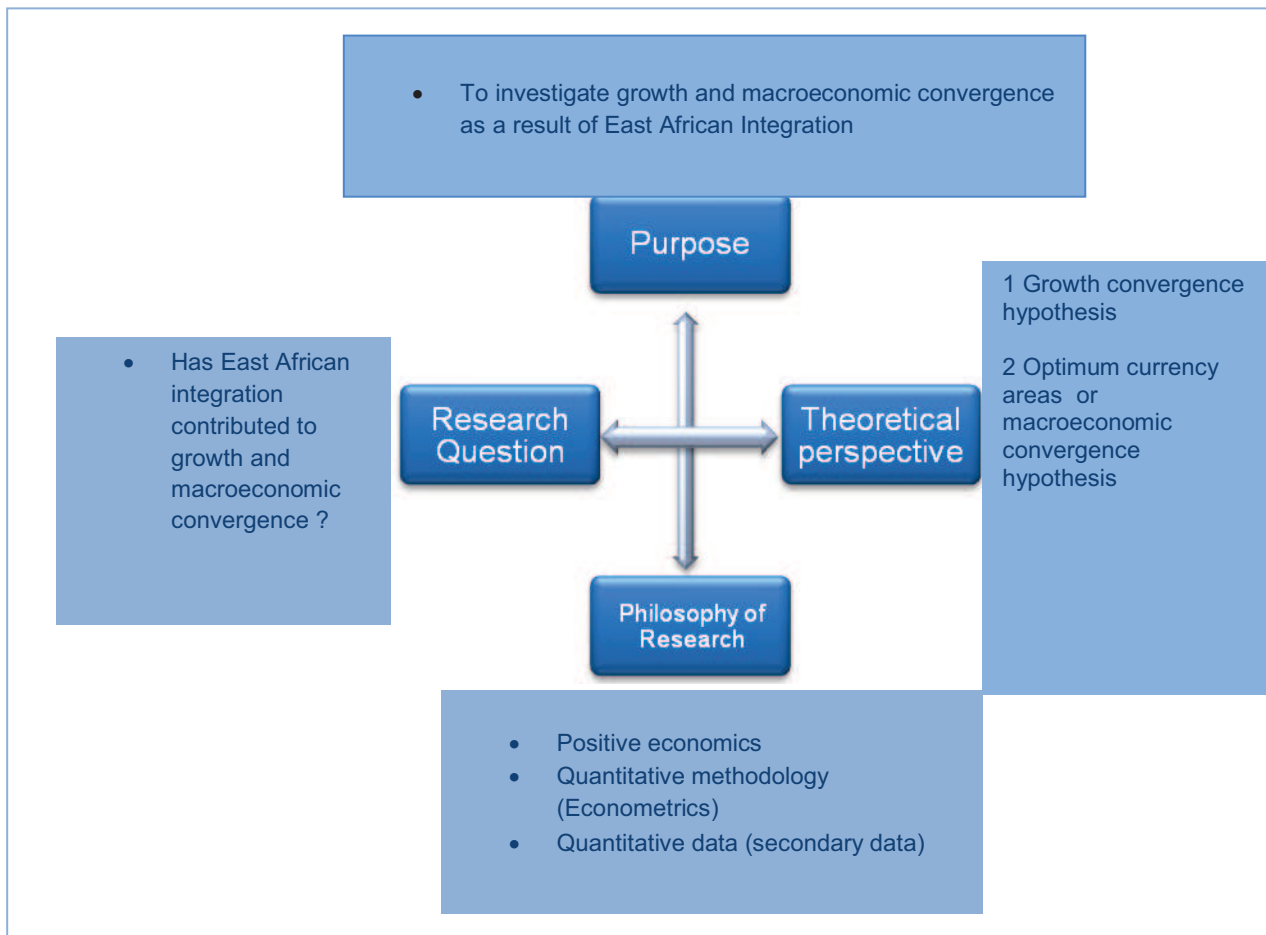 • To investigate growth and macroeconomic convergence
as a result of East African Integration
Purpose
1 Growth convergence
hypothesis
2 Optimum currency
areas or
macroeconomic
convergence
hypothesis
• Has East African
integration
contributed to
growth and
macroeconomic
convergence ?
Research
Question
Theoretical
perspective
Philosophy of
Research
• Positive economics
• Quantitative methodology
(Econometrics)
• Quantitative data (secondary data)